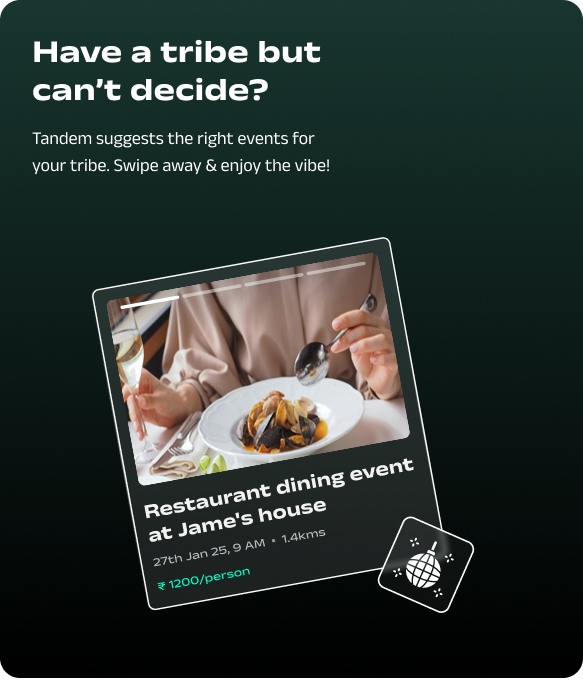 Have a tribe but
can’t decide?
Tandem suggests the right events for
your tribe. Swipe away & enjoy the vibe!
Restaurant dining event
at Jame's house
27th Jan 25, 9 AM • 1.4kms
₹ 1200/person